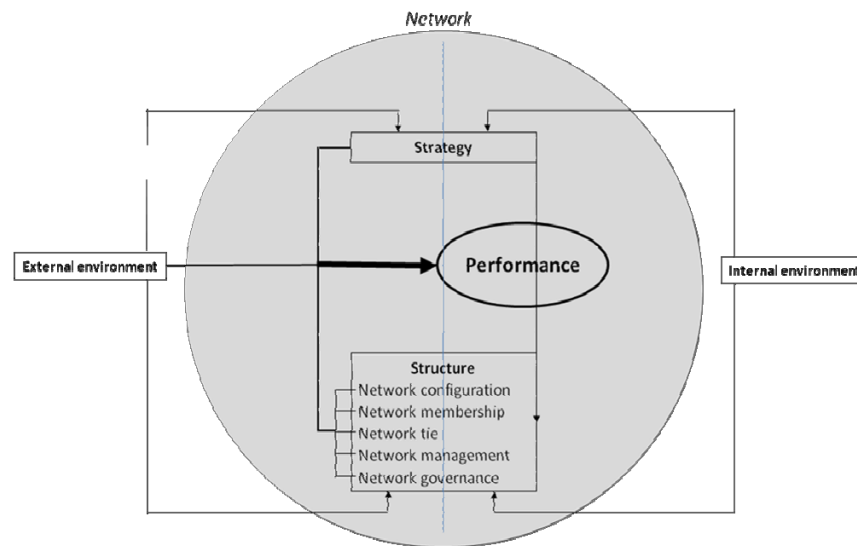 Network
Strategy
External environment
Performance
Internal environment
Structure
Network configuration
Network membership
Network tie
Network management
Network governance